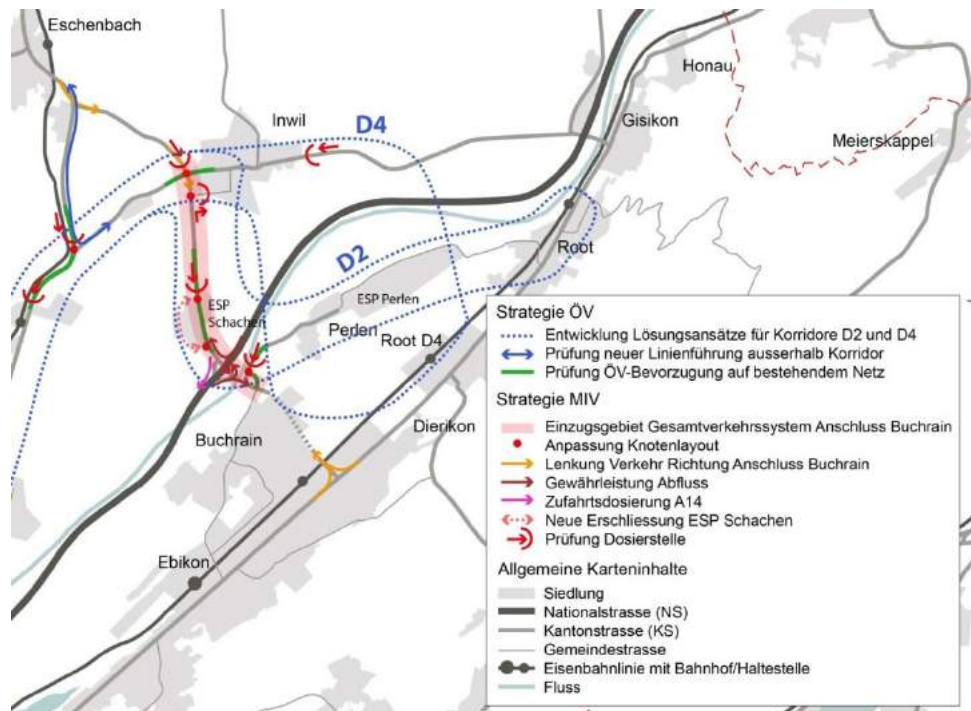 Eschenbach
Honau
Inwil
D4
Gisikon
Meierskappel
D2
Root
ESP
Schachen
ESP Perlen
Perlen
Root D4
Buchrain
Dierikon
Ebikon
Strategie ÖV
Entwicklung Lösungsansätze für Korridore D2 und D4
Prüfung neuer Linienführung ausserhalb Korridor
Prüfung ÖV-Bevorzugung auf bestehendem Netz
Strategie MIV
Einzugsgebiet Gesamtverkehrssystem Anschluss Buchrain
Anpassung Knotenlayout
Lenkung Verkehr Richtung Anschluss Buchrain
Gewährleistung Abfluss
Zufahrtsdosierung A14
Neue Erschliessung ESP Schachen
Prüfung Dosierstelle
Allgemeine Karteninhalte
Siedlung
Nationalstrasse (NS)
Kantonstrasse (KS)
Gemeindestrasse
Eisenbahnlinie mit Bahnhof/Haltestelle
Fluss